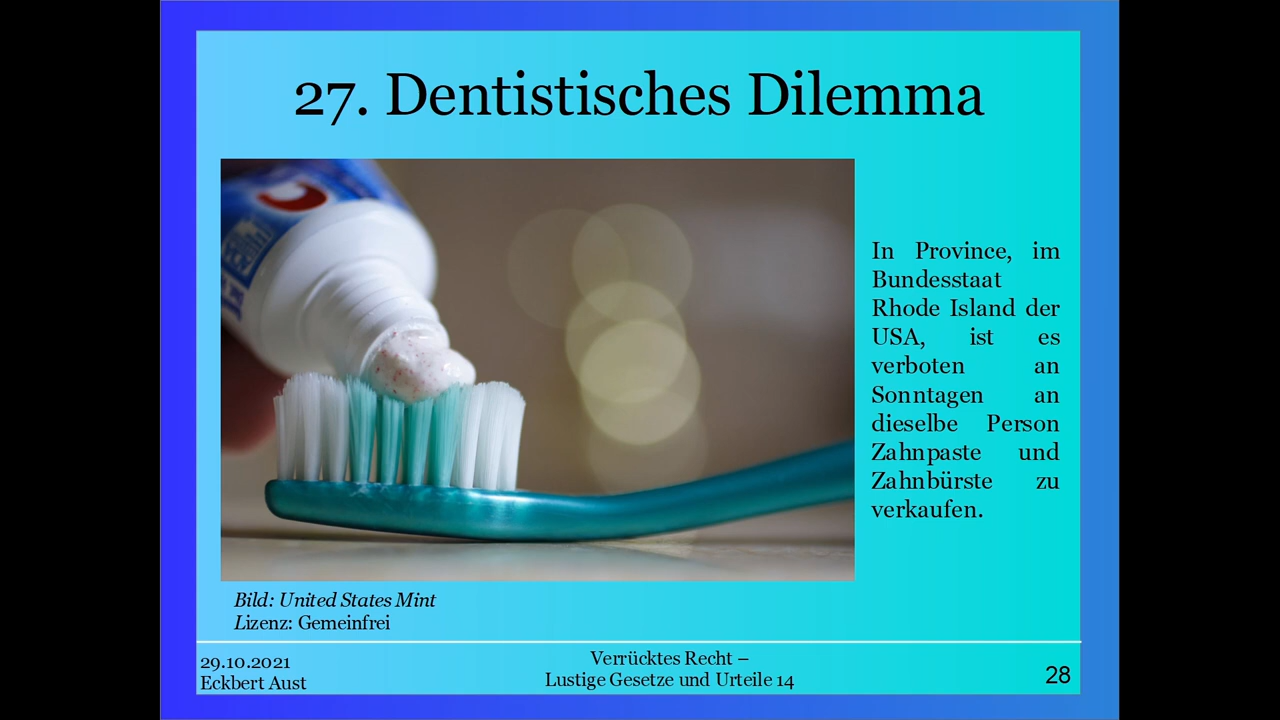 27. Dentistisches Dilemma
In Province, im
Bundesstaat
Rhode Island der
USA, ist es
verboten an
Sonntagen an
dieselbe Person
Zahnpaste und
Zahnbürste zu
verkaufen.
Bild: United States Mint
Lizenz: Gemeinfrei
29.10.2021
Eckbert Aust
Verrücktes Recht –
Lustige Gesetze und Urteile 14
28